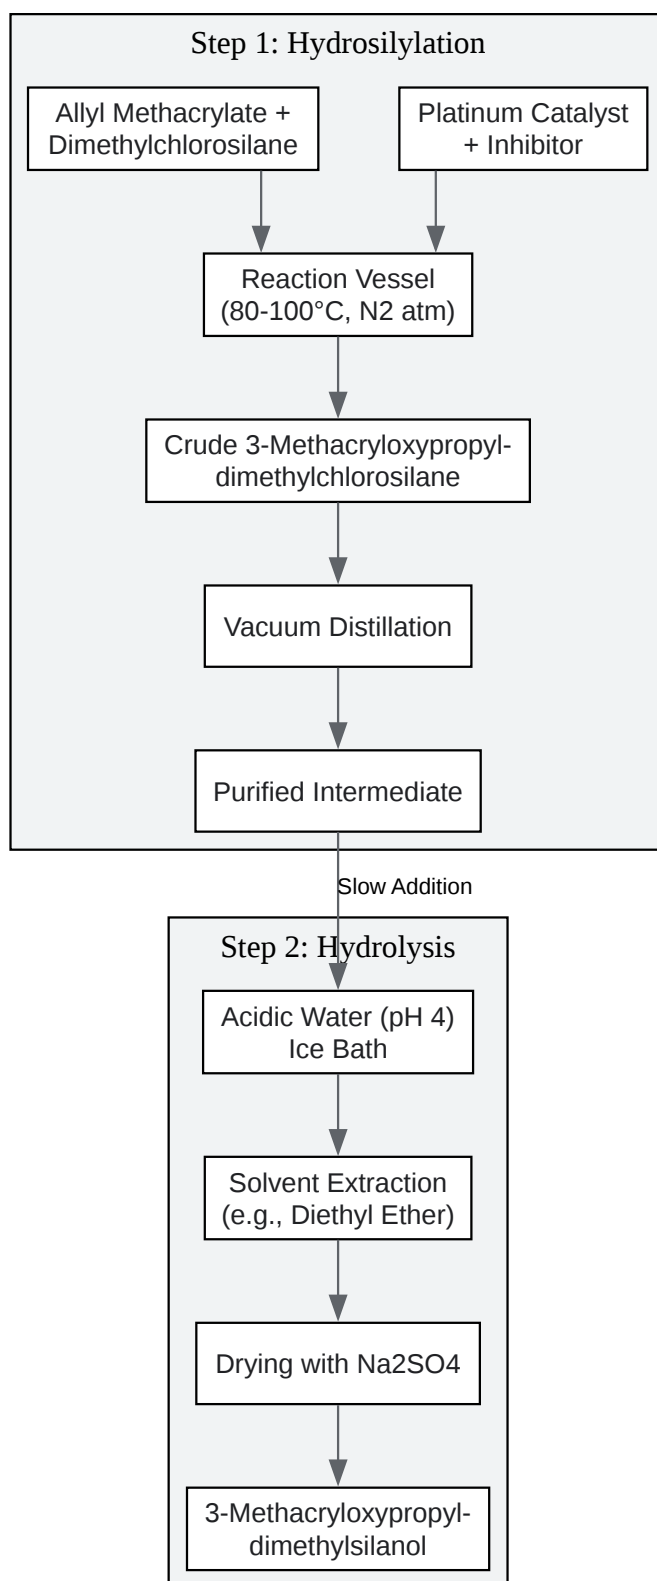 Step 1: Hydrosilylation
Allyl Methacrylate +
Dimethylchlorosilane
Platinum Catalyst
+ Inhibitor
Reaction Vessel
(80-100°C, N2 atm)
Crude 3-Methacryloxypropyl-
dimethylchlorosilane
Vacuum Distillation
Purified Intermediate
Slow Addition
Step 2: Hydrolysis
Acidic Water (pH 4)
Ice Bath
Solvent Extraction
(e.g., Diethyl Ether)
Drying with Na2SO4
3-Methacryloxypropyl-
dimethylsilanol